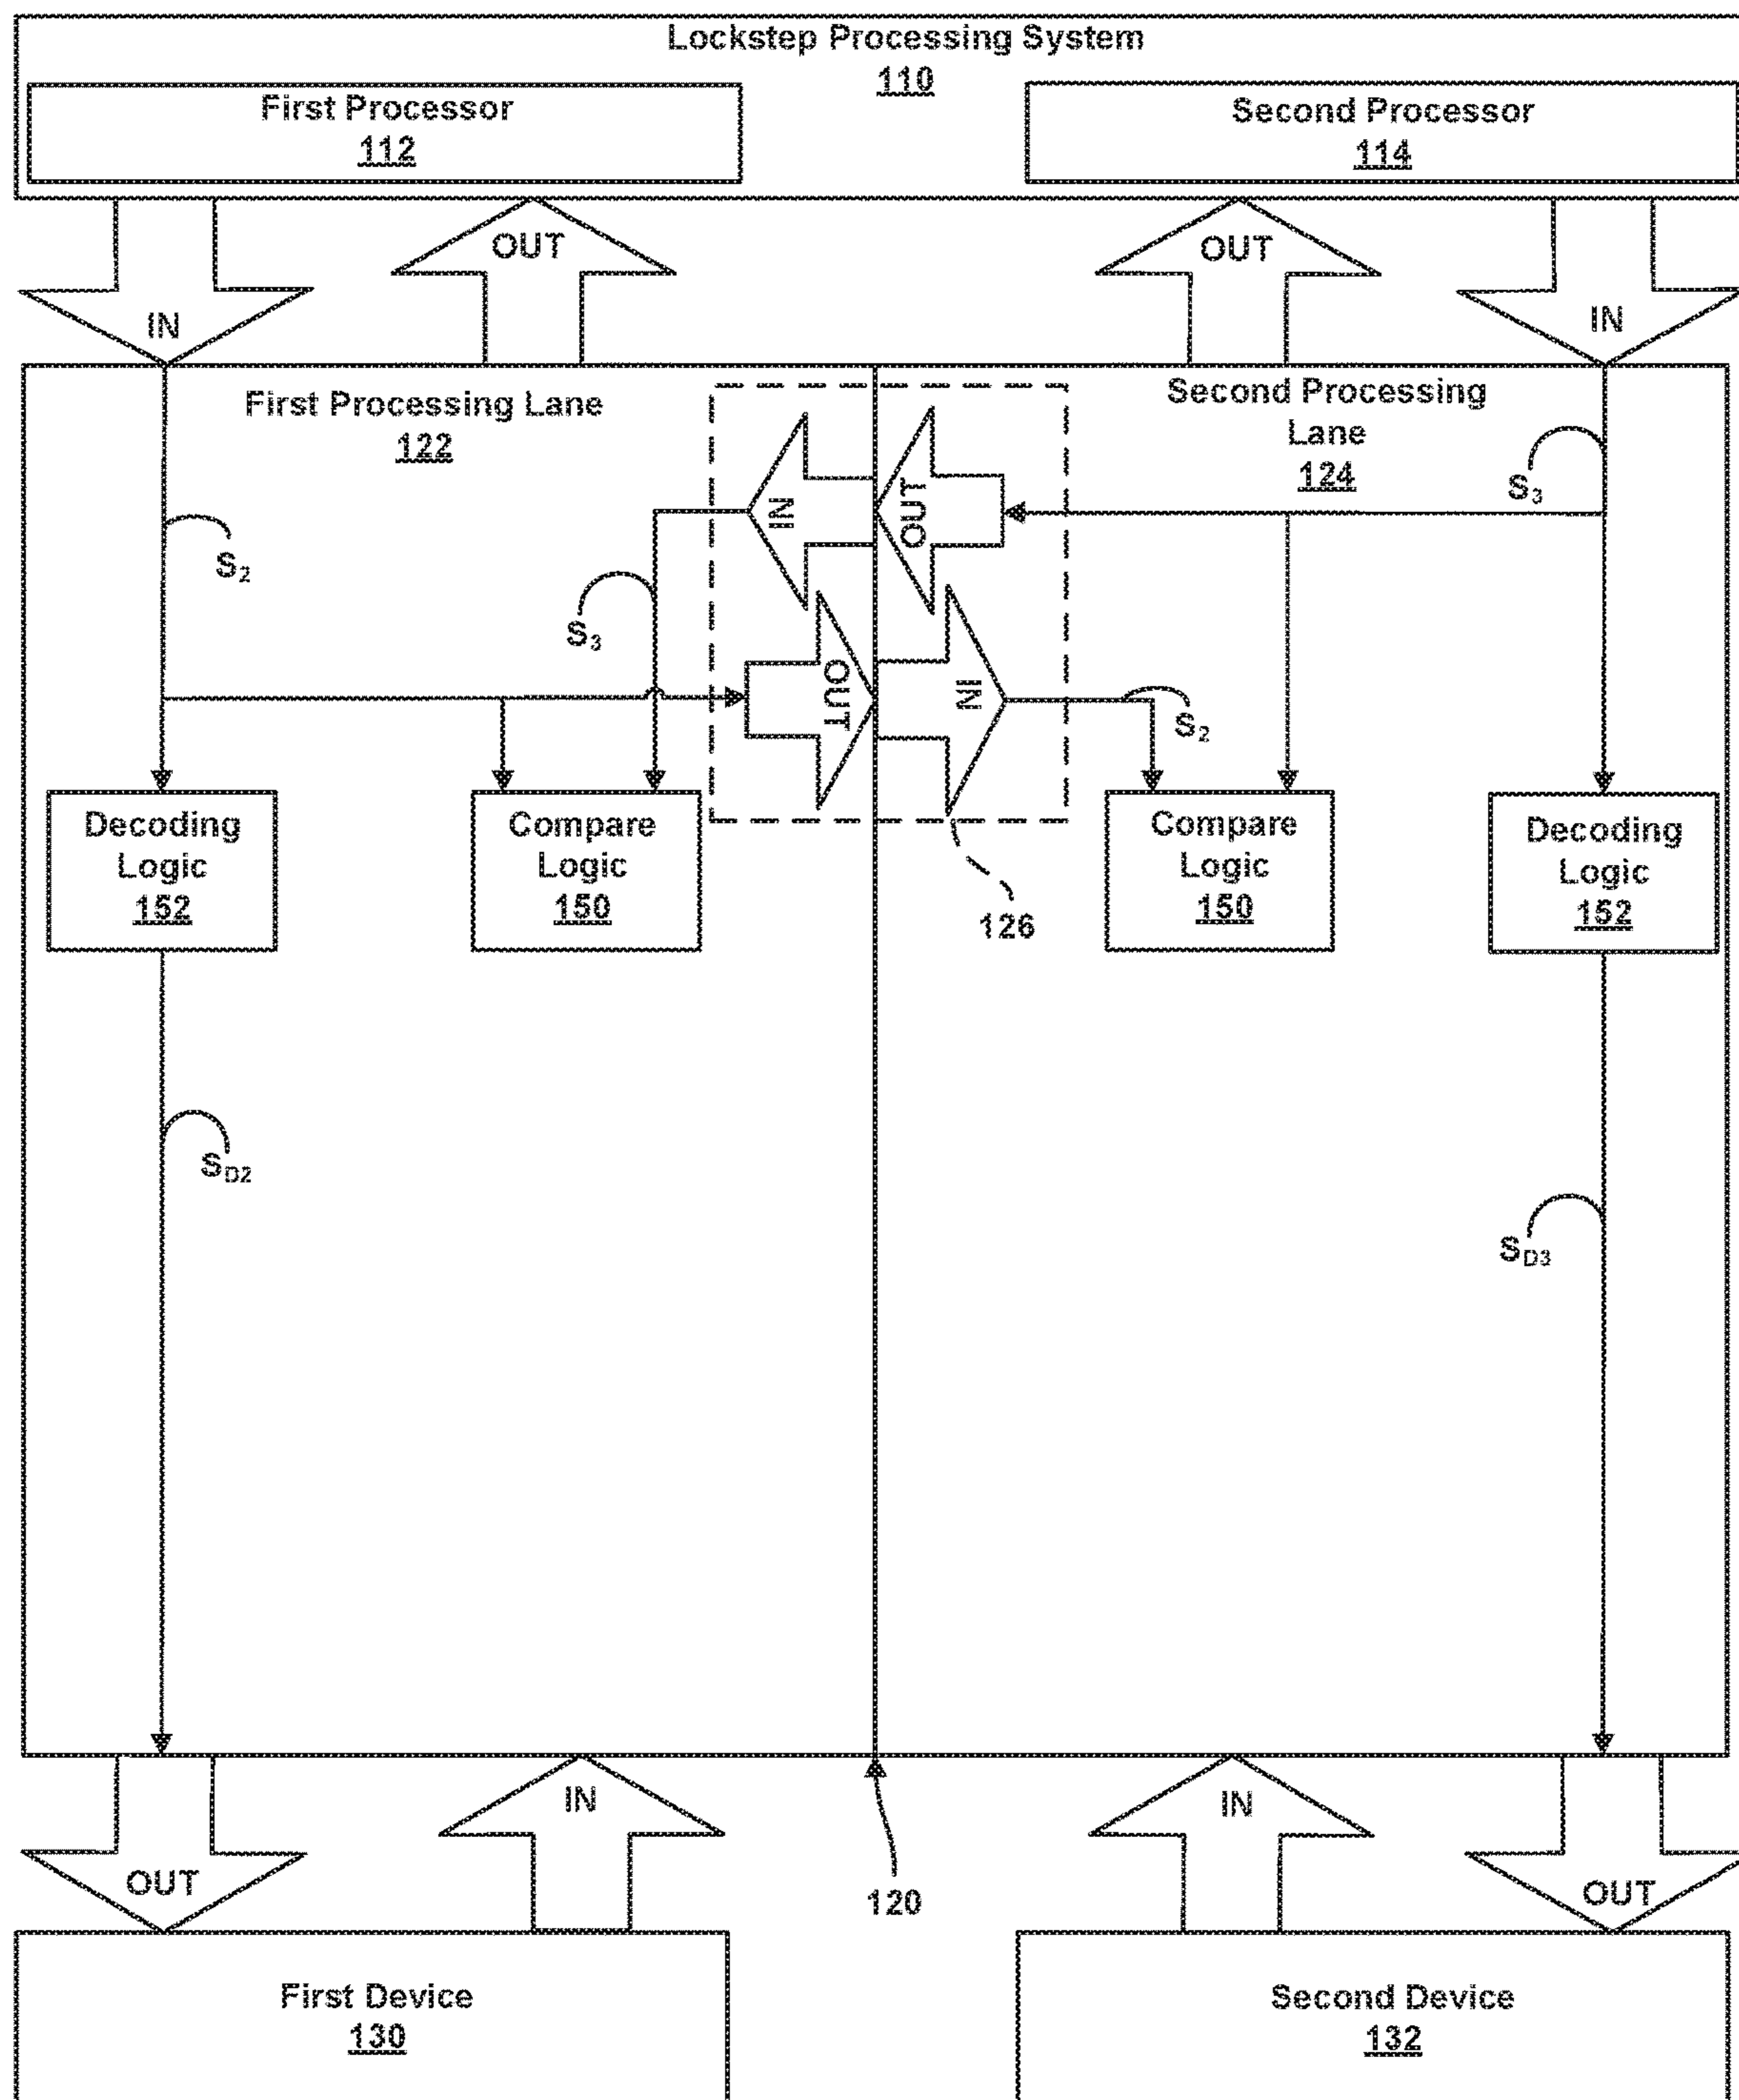 Lockstep Processing System
110
First Processor
112
Second Processor
114
IN
OUT
OUT
IN
First Processing Lane
122
Second Processing
Lane
124
IN
OUT
S3
S2
S3
OUT
IN
S2
Decoding
Logic
152
Compare
Logic
150
Compare
Logic
150
Decoding
Logic
152
126
SD2
SD3
OUT
IN
IN
OUT
120
First Device
130
Second Device
132